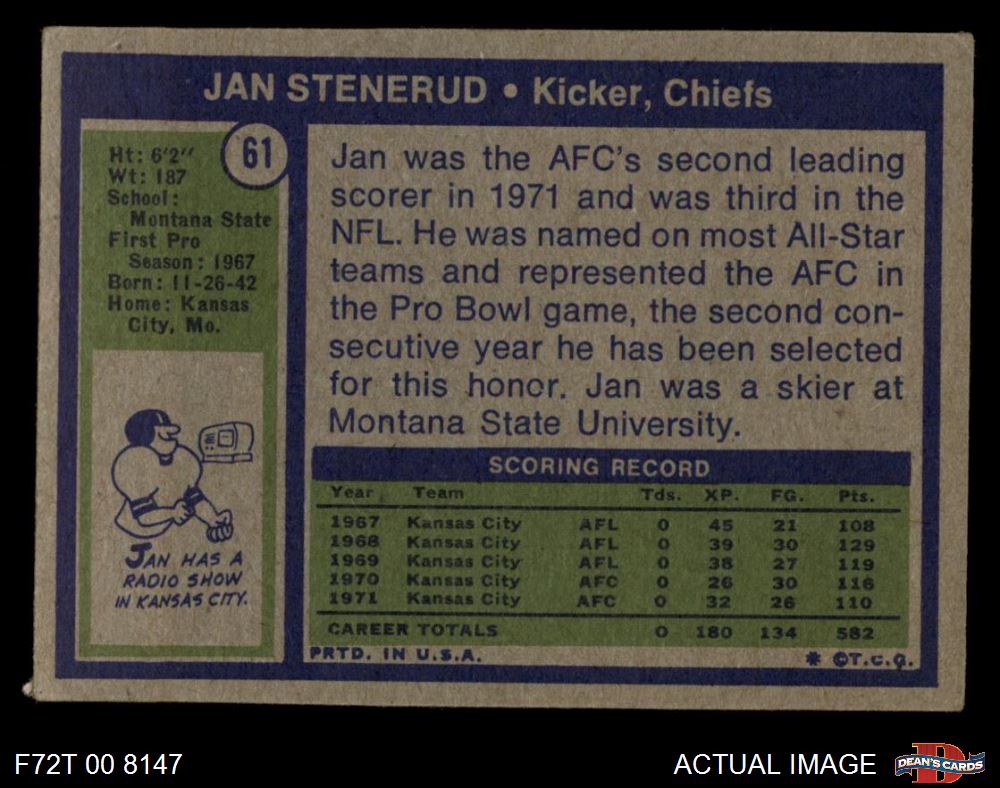 JAN STENERUD • Kicker, Chiefs
61
Ht: 6'2"
Wt: 187
School:
Montana State
First Pro
Season: 1967
Born: 11-26-42
Home: Kansas
City, Mo.
JAN HAS A
RADIO SHOW
IN KANSAS CITY.
Jan was the AFC's second leading
scorer in 1971 and was third in the
NFL. He was named on most All-Star
teams and represented the AFC in
the Pro Bowl game, the second con-
secutive year he has been selected
for this honor. Jan was a skier at
Montana State University.
SCORING RECORD
Year Team Tds. XP. FG. Pts.
1967 Kansas City AFL 0 45 21 108
1968 Kansas City AFL 0 39 30 129
1969 Kansas City AFL 0 38 27 119
1970 Kansas City AFC 0 26 30 116
1971 Kansas City AFC 0 32 26 110
CAREER TOTALS 0 180 134 582
PRTD. IN U.S.A. * ©T.C.G.
F72T 00 8147 ACTUAL IMAGE DEAN'S CARDS